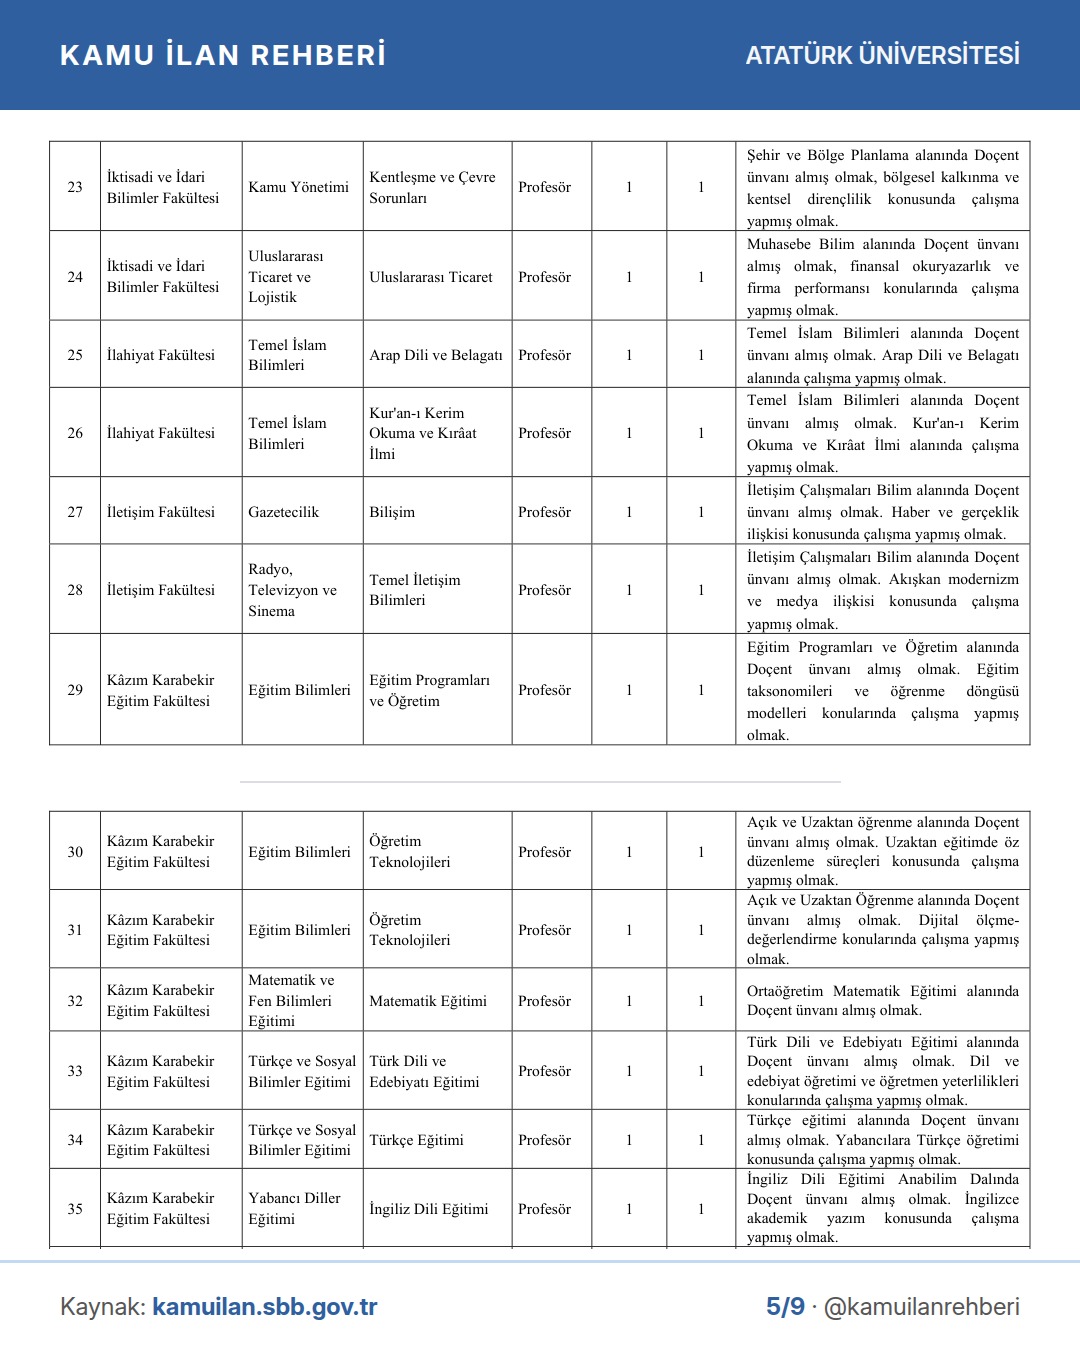 KAMU İLAN REHBERİ
ATATÜRK ÜNİVERSİTESİ
23
İktisadi ve İdari
Bilimler Fakültesi
Kamu Yönetimi
Kentleşme ve Çevre
Sorunları
Profesör
1
1
Şehir ve Bölge Planlama alanında Doçent
ünvanı almış olmak, bölgesel kalkınma ve
kentsel dirençlilik konusunda çalışma
yapmış olmak.
24
İktisadi ve İdari
Bilimler Fakültesi
Uluslararası
Ticaret ve
Lojistik
Uluslararası Ticaret
Profesör
1
1
Muhasebe Bilim alanında Doçent ünvanı
almış olmak, finansal okuryazarlık ve
firma performansı konularında çalışma
yapmış olmak.
25
İlahiyat Fakültesi
Temel İslam
Bilimleri
Arap Dili ve Belagatı
Profesör
1
1
Temel İslam Bilimleri alanında Doçent
ünvanı almış olmak. Arap Dili ve Belagatı
alanında çalışma yapmış olmak.
26
İlahiyat Fakültesi
Temel İslam
Bilimleri
Kur'an-ı Kerim
Okuma ve Kırâat
İlmi
Profesör
1
1
Temel İslam Bilimleri alanında Doçent
ünvanı almış olmak. Kur'an-ı Kerim
Okuma ve Kırâat İlmi alanında çalışma
yapmış olmak.
27
İletişim Fakültesi
Gazetecilik
Bilişim
Profesör
1
1
İletişim Çalışmaları Bilim alanında Doçent
ünvanı almış olmak. Haber ve gerçeklik
ilişkisi konusunda çalışma yapmış olmak.
28
İletişim Fakültesi
Radyo,
Televizyon ve
Sinema
Temel İletişim
Bilimleri
Profesör
1
1
İletişim Çalışmaları Bilim alanında Doçent
ünvanı almış olmak. Akışkan modernizm
ve medya ilişkisi konusunda çalışma
yapmış olmak.
29
Kâzım Karabekir
Eğitim Fakültesi
Eğitim Bilimleri
Eğitim Programları
ve Öğretim
Profesör
1
1
Eğitim Programları ve Öğretim alanında
Doçent ünvanı almış olmak. Eğitim
taksonomileri ve öğrenme döngüsü
modelleri konularında çalışma yapmış
olmak.
30
Kâzım Karabekir
Eğitim Fakültesi
Eğitim Bilimleri
Öğretim
Teknolojileri
Profesör
1
1
Açık ve Uzaktan öğrenme alanında Doçent
ünvanı almış olmak. Uzaktan eğitimde öz
düzenleme süreçleri konusunda çalışma
yapmış olmak.
31
Kâzım Karabekir
Eğitim Fakültesi
Eğitim Bilimleri
Öğretim
Teknolojileri
Profesör
1
1
Açık ve Uzaktan Öğrenme alanında Doçent
ünvanı almış olmak. Dijital ölçme-
değerlendirme konularında çalışma yapmış
olmak.
32
Kâzım Karabekir
Eğitim Fakültesi
Matematik ve
Fen Bilimleri
Eğitimi
Matematik Eğitimi
Profesör
1
1
Ortaöğretim Matematik Eğitimi alanında
Doçent ünvanı almış olmak.
33
Kâzım Karabekir
Eğitim Fakültesi
Türkçe ve Sosyal
Bilimler Eğitimi
Türk Dili ve
Edebiyatı Eğitimi
Profesör
1
1
Türk Dili ve Edebiyatı Eğitimi alanında
Doçent ünvanı almış olmak. Dil ve
edebiyat öğretimi ve öğretmen yeterlilikleri
konularında çalışma yapmış olmak.
34
Kâzım Karabekir
Eğitim Fakültesi
Türkçe ve Sosyal
Bilimler Eğitimi
Türkçe Eğitimi
Profesör
1
1
Türkçe eğitimi alanında Doçent ünvanı
almış olmak. Yabancılara Türkçe öğretimi
konusunda çalışma yapmış olmak.
35
Kâzım Karabekir
Eğitim Fakültesi
Yabancı Diller
Eğitimi
İngiliz Dili Eğitimi
Profesör
1
1
İngiliz Dili Eğitimi Anabilim Dalında
Doçent ünvanı almış olmak. İngilizce
akademik yazım konusunda çalışma
yapmış olmak.
Kaynak: kamuilan.sbb.gov.tr
5/9 · @kamuilanrehberi